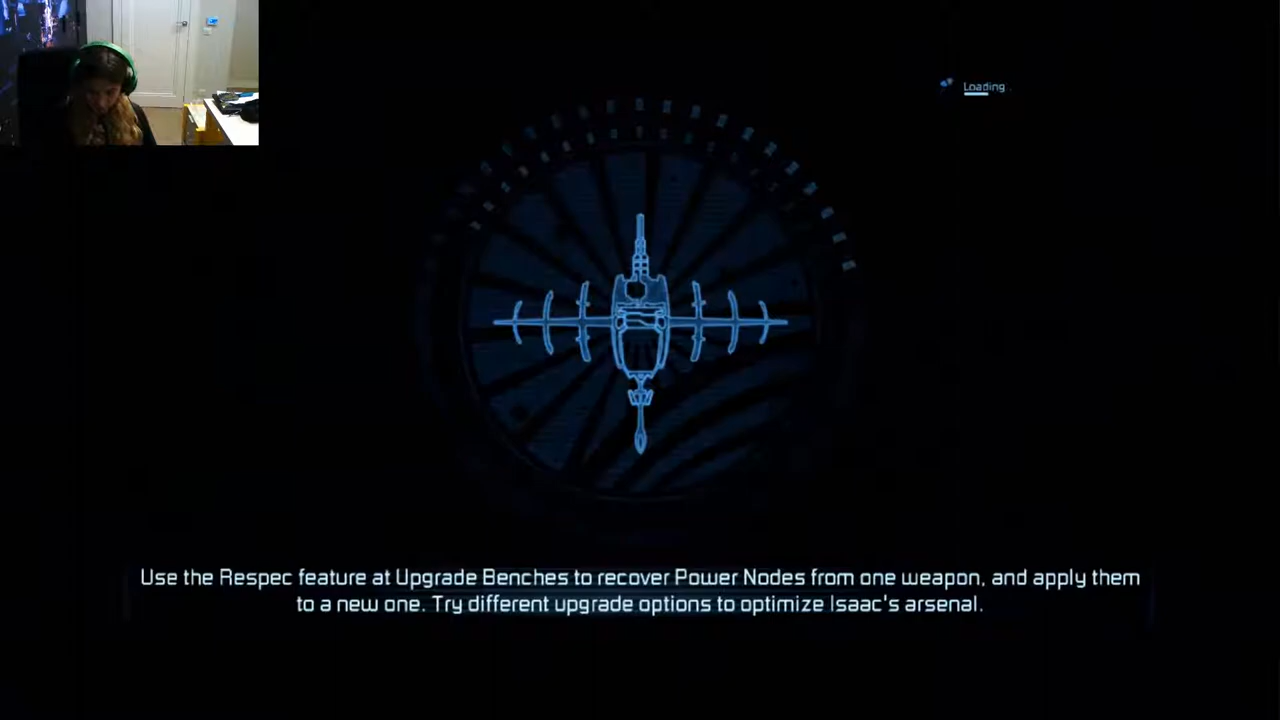 Loading .
Use the Respec feature at Upgrade Benches to recover Power Nodes from one weapon, and apply them
to a new one. Try different upgrade options to optimize Isaac's arsenal.